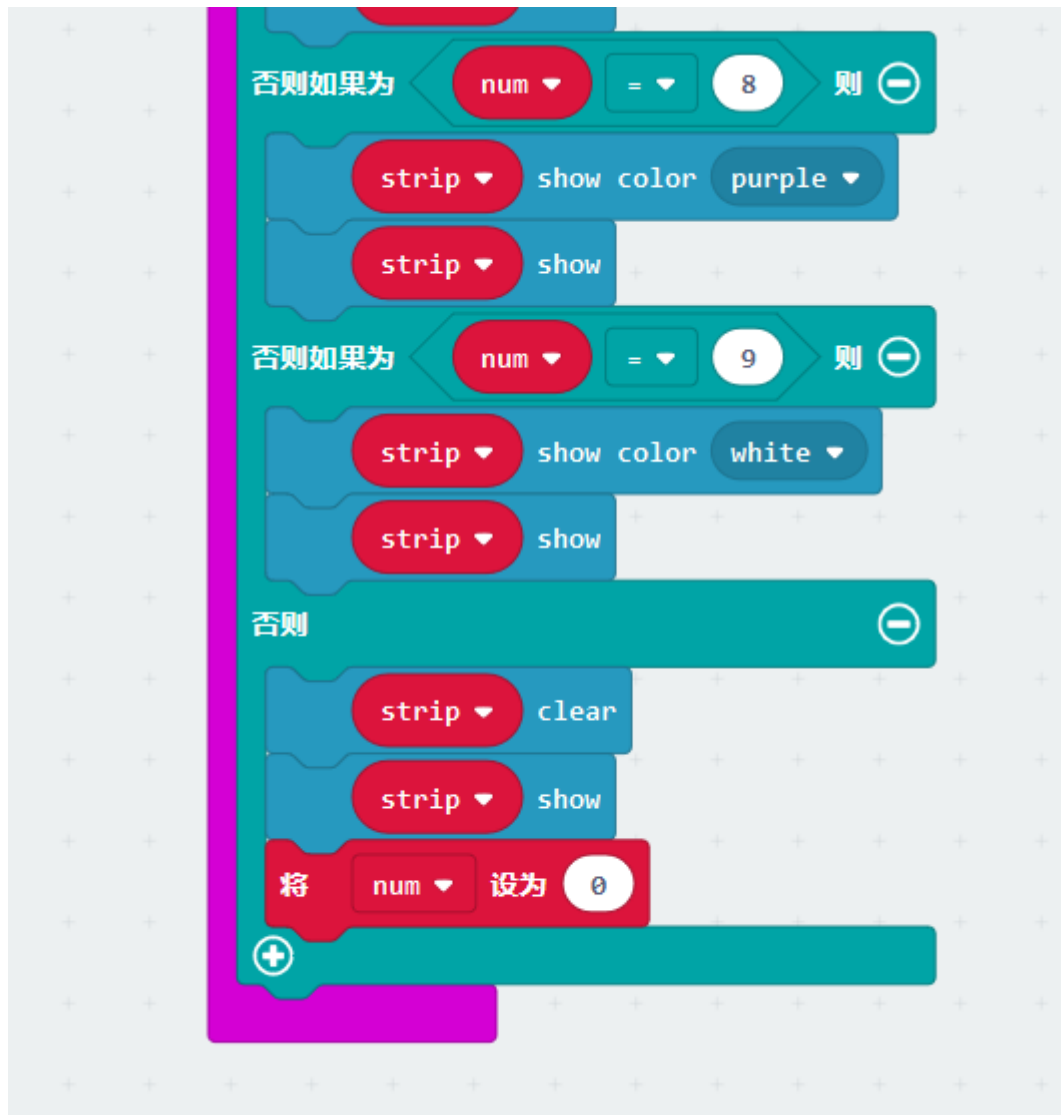 否则如果为 num = 8 则
strip show color purple
strip show
否则如果为 num = 9 则
strip show color white
strip show
否则
strip clear
strip show
将 num 设为 0